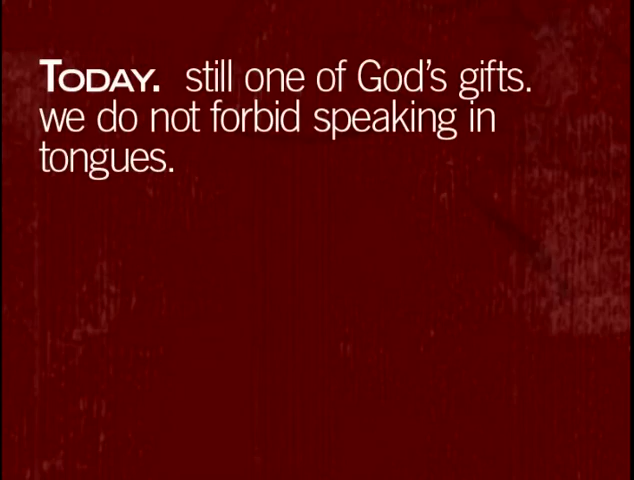 TODAY. still one of God's gifts.
we do not forbid speaking in
tongues.